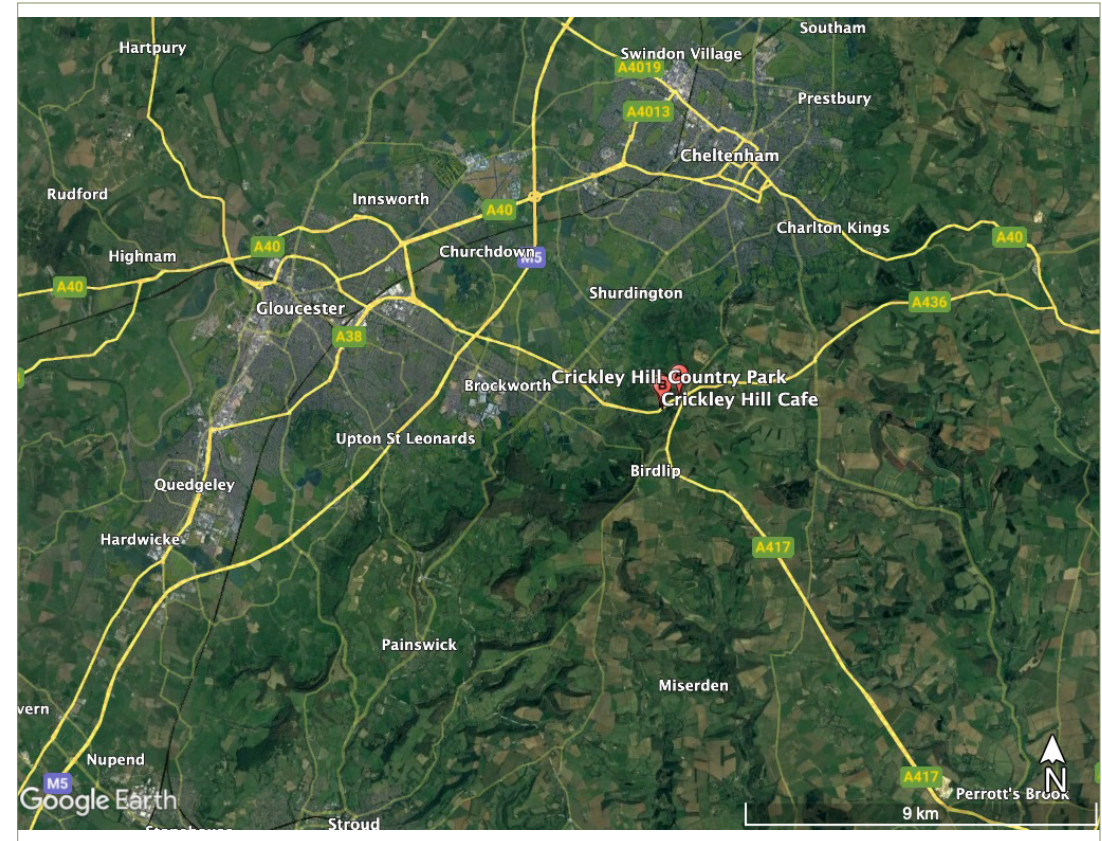 Southam
Hartpury
Swindon Village
A4019
Prestbury
A4013
Cheltenham
Rudford
Innsworth
A40
Charlton Kings
A40
A40
Churchdown
Highnam
M5
A40
Shurdington
A436
Gloucester
A38
Crickley Hill Country Park
Brockworth
Crickley Hill Cafe
Upton St Leonards
Birdlip
Quedgeley
Hardwicke
A417
Painswick
Miserden
vern
Nupend
M5
A417
N
Perrott's Brook
Google Earth
9 km
Stroud